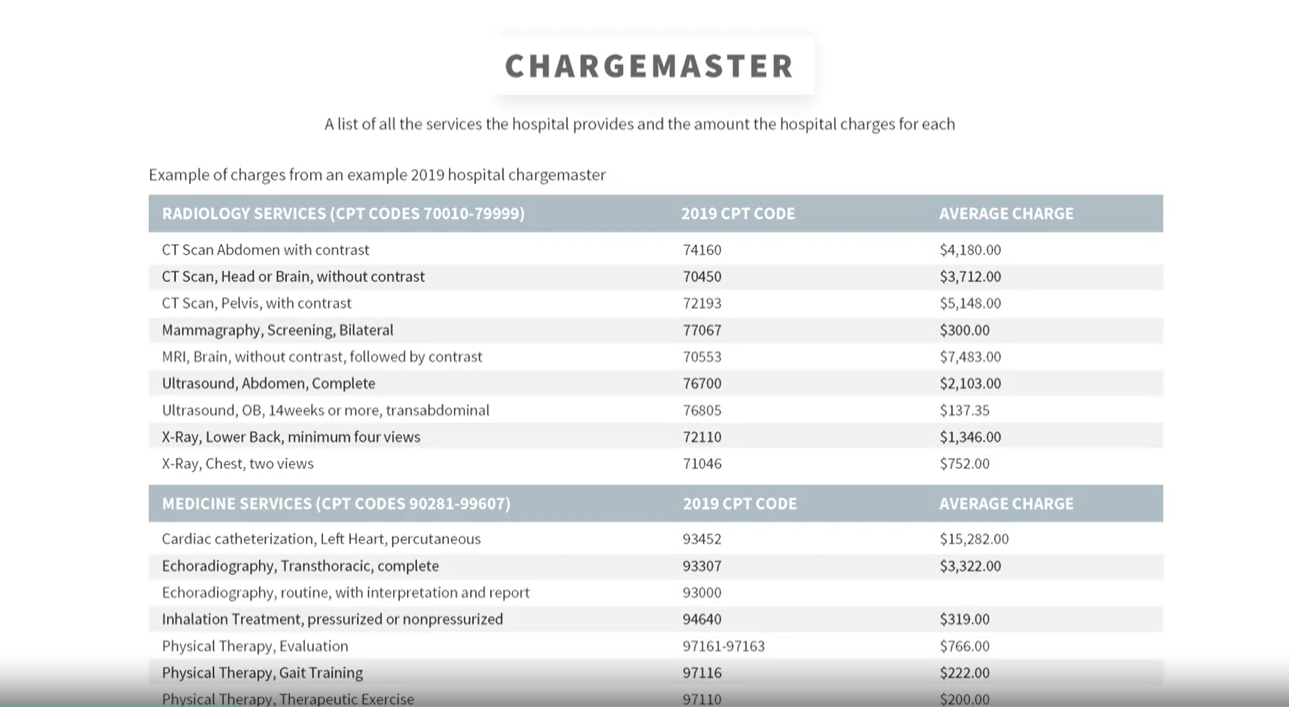 CHARGEMASTER
A list of all the services the hospital provides and the amount the hospital charges for each
Example of charges from an example 2019 hospital chargemaster
RADIOLOGY SERVICES (CPT CODES 70010-79999) 2019 CPT CODE AVERAGE CHARGE
CT Scan Abdomen with contrast 74160 $4,180.00
CT Scan, Head or Brain, without contrast 70450 $3,712.00
CT Scan, Pelvis, with contrast 72193 $5,148.00
Mammagraphy, Screening, Bilateral 77067 $300.00
MRI, Brain, without contrast, followed by contrast 70553 $7,483.00
Ultrasound, Abdomen, Complete 76700 $2,103.00
Ultrasound, OB, 14weeks or more, transabdominal 76805 $137.35
X-Ray, Lower Back, minimum four views 72110 $1,346.00
X-Ray, Chest, two views 71046 $752.00
MEDICINE SERVICES (CPT CODES 90281-99607) 2019 CPT CODE AVERAGE CHARGE
Cardiac catheterization, Left Heart, percutaneous 93452 $15,282.00
Echoradiography, Transthoracic, complete 93307 $3,322.00
Echoradiography, routine, with interpretation and report 93000
Inhalation Treatment, pressurized or nonpressurized 94640 $319.00
Physical Therapy, Evaluation 97161-97163 $766.00
Physical Therapy, Gait Training 97116 $222.00
Physical Therapy, Therapeutic Exercise 97110 $200.00